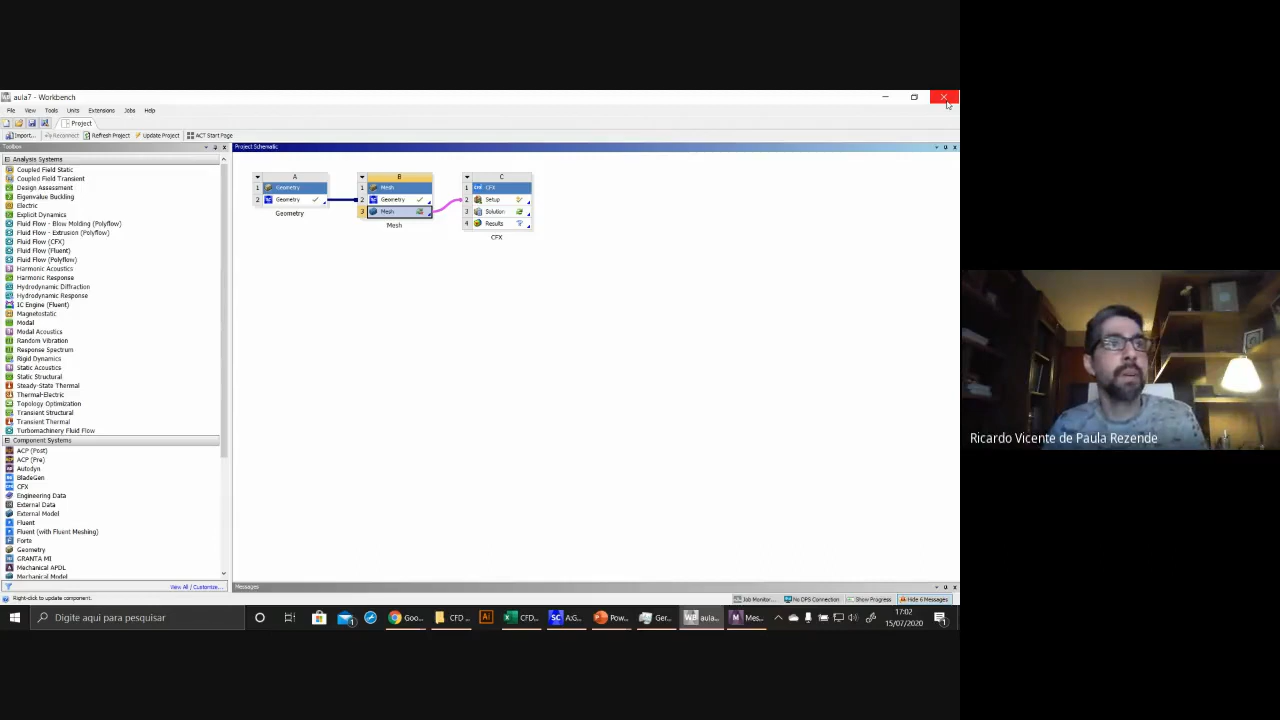 aula7 - Workbench
File View Tools Units Extensions Jobs Help
Project
Import... Reconnect Refresh Project Update Project ACT Start Page
Toolbox
Analysis Systems
Coupled Field Static
Coupled Field Transient
Design Assessment
Eigenvalue Buckling
Electric
Explicit Dynamics
Fluid Flow - Blow Molding (Polyflow)
Fluid Flow - Extrusion (Polyflow)
Fluid Flow (CFX)
Fluid Flow (Fluent)
Fluid Flow (Polyflow)
Harmonic Acoustics
Harmonic Response
Hydrodynamic Diffraction
Hydrodynamic Response
IC Engine (Fluent)
Magnetostatic
Modal
Modal Acoustics
Random Vibration
Response Spectrum
Rigid Dynamics
Static Acoustics
Static Structural
Steady-State Thermal
Thermal-Electric
Topology Optimization
Transient Structural
Transient Thermal
Turbomachinery Fluid Flow
Component Systems
ACP (Post)
ACP (Pre)
Autodyn
BladeGen
CFX
Engineering Data
External Data
External Model
Fluent
Fluent (with Fluent Meshing)
Forte
Geometry
GRANTA MI
Mechanical APDL
Mechanical Model
View All / Customize...
Project Schematic
A
1 Geometry
2 Geometry
Geometry
B
1 Mesh
2 Geometry
3 Mesh
Mesh
C
1 CFX
2 Setup
3 Solution
4 Results
CFX
Messages
Right-click to update component.
Job Monitor... No DPS Connection Show Progress Hide 6 Messages
Digite aqui para pesquisar
Goo... CFD ... CFD... A:G... Pow... Ger... aula... Mes...
17:02
15/07/2020
Ricardo Vicente de Paula Rezende